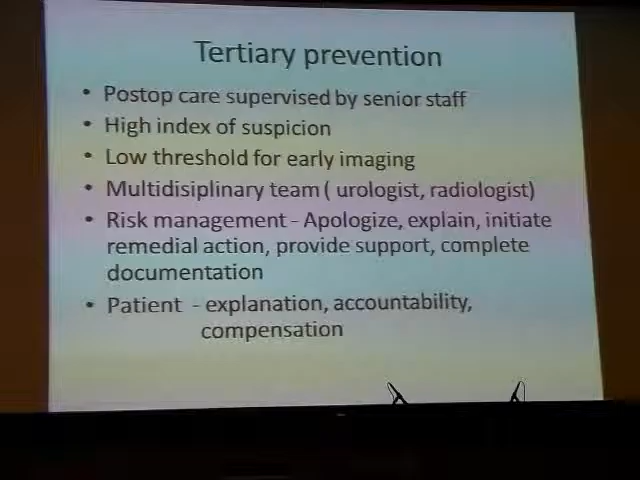 Tertiary prevention
• Postop care supervised by senior staff
• High index of suspicion
• Low threshold for early imaging
• Multidisiplinary team ( urologist, radiologist)
• Risk management - Apologize, explain, initiate
remedial action, provide support, complete
documentation
• Patient - explanation, accountability,
compensation